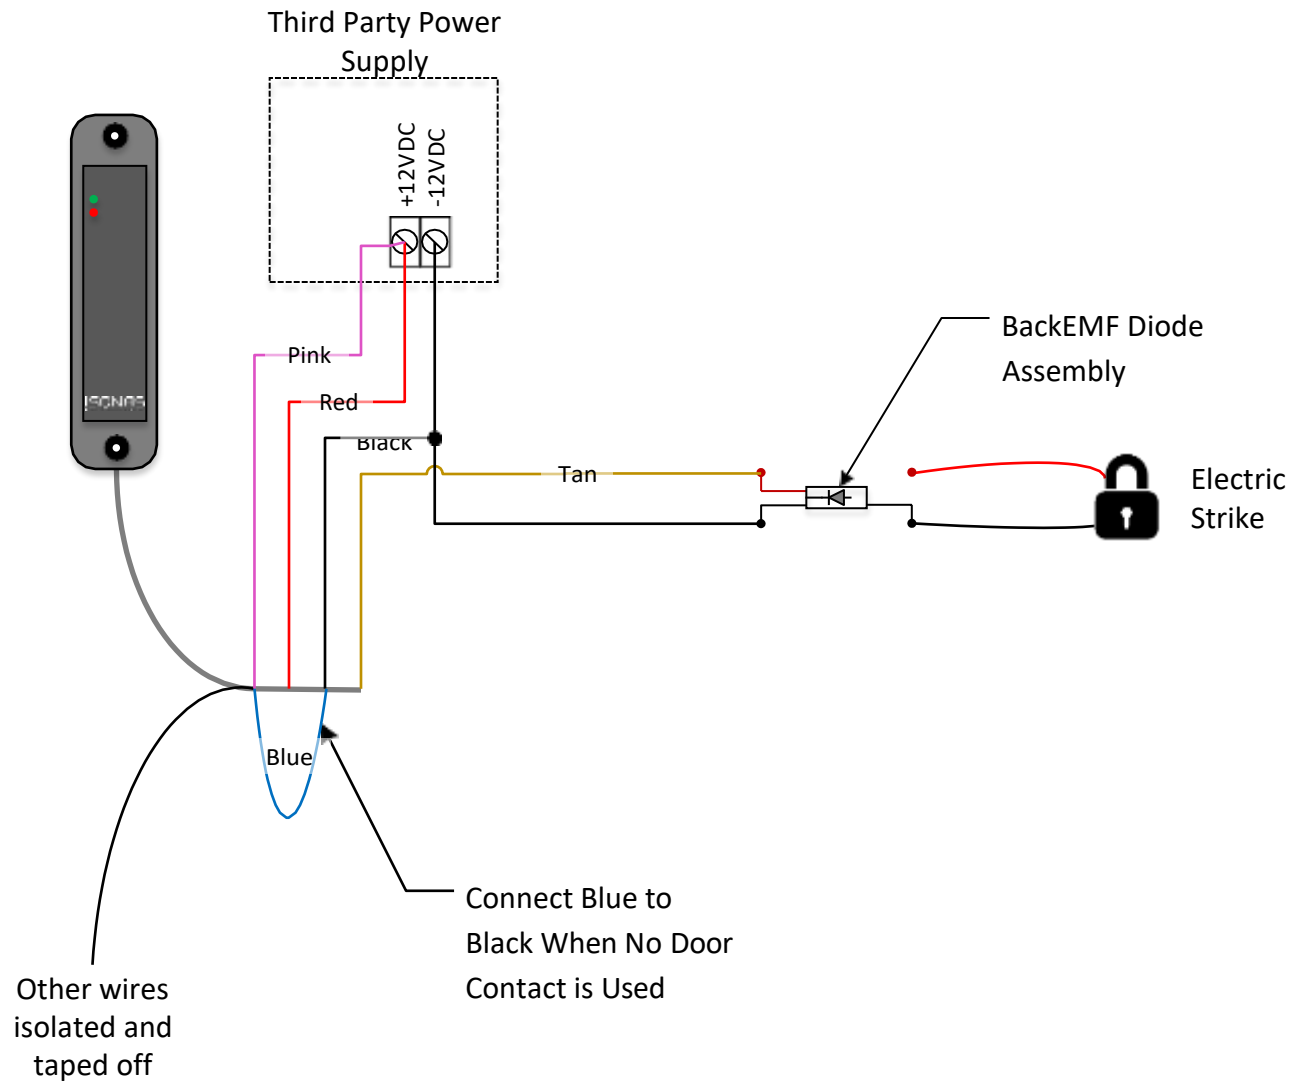 Third Party Power
Supply
+12VDC
-12VDC
Pink
Red
Black
Tan
BackEMF Diode
Assembly
Electric
Strike
ISONAS
Blue
Connect Blue to
Black When No Door
Contact is Used
Other wires
isolated and
taped off